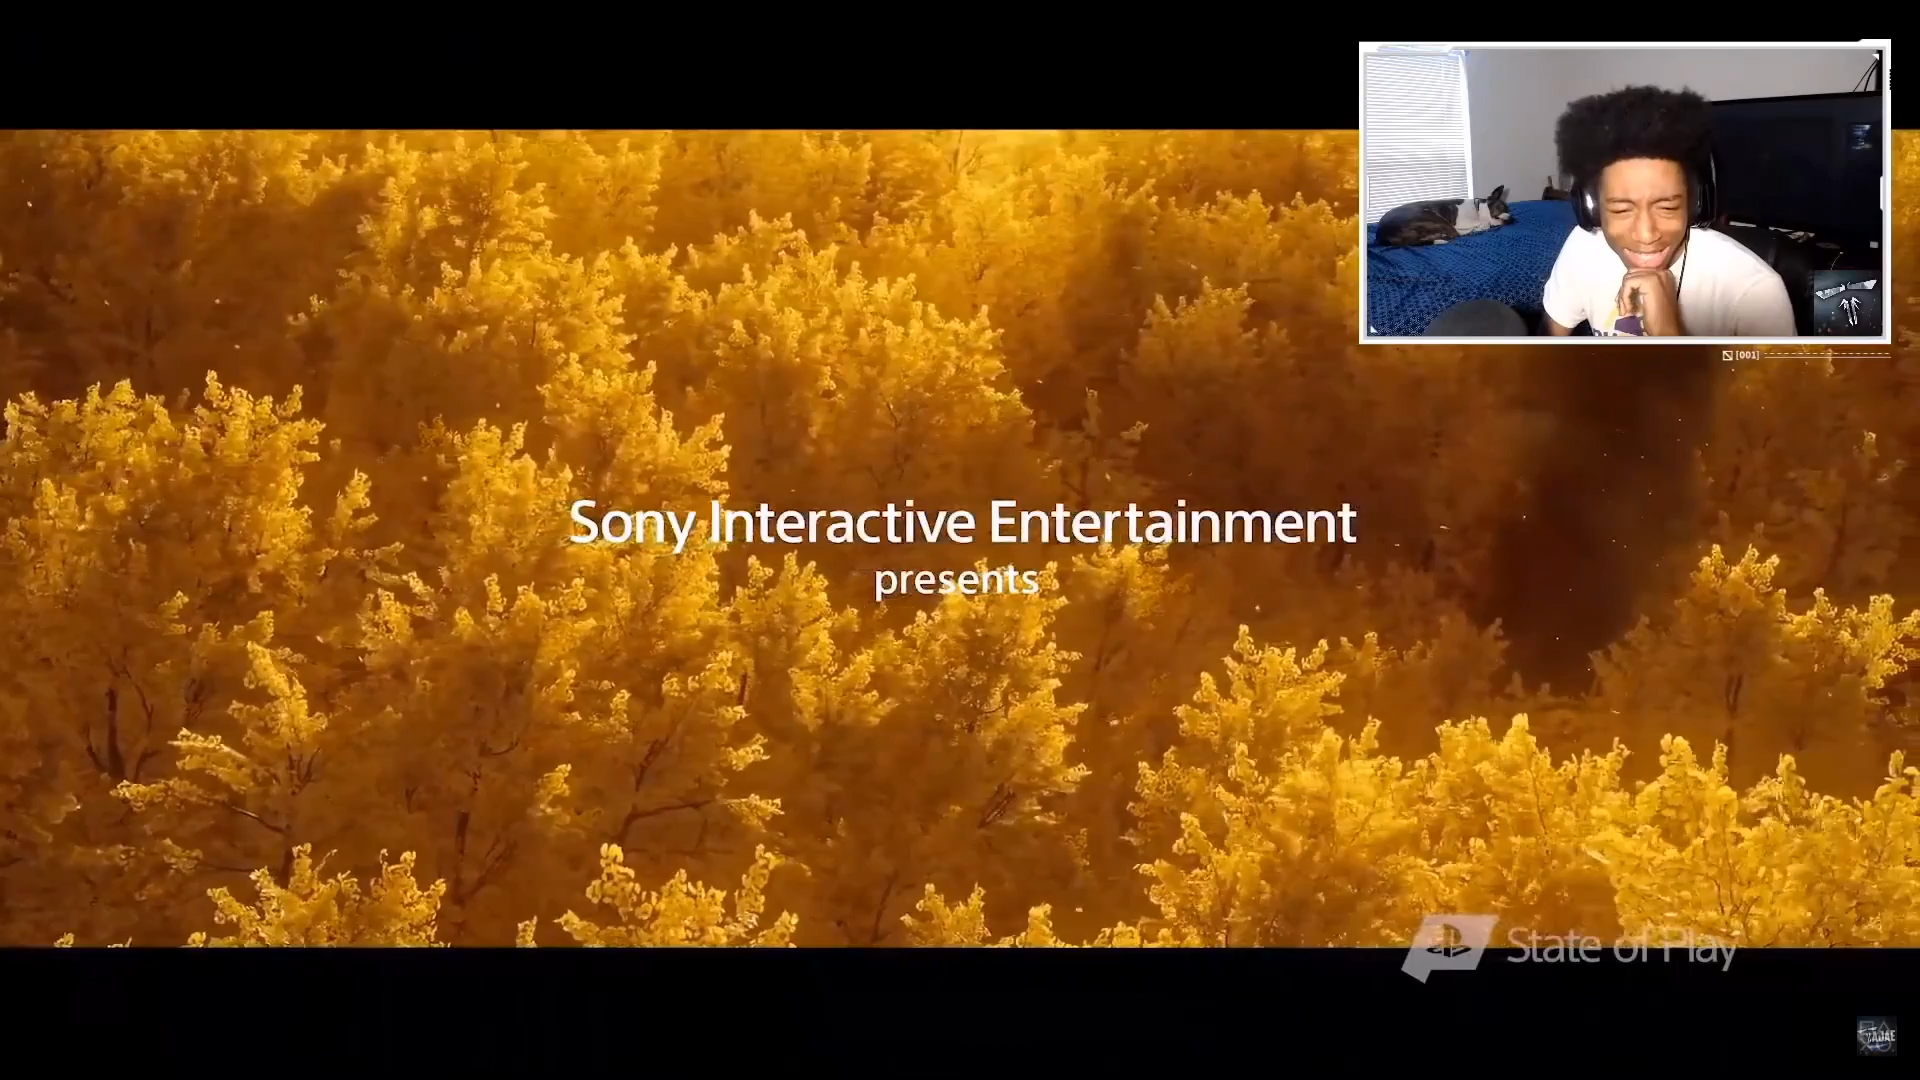 [001]
Sony Interactive Entertainment
presents
State of Play